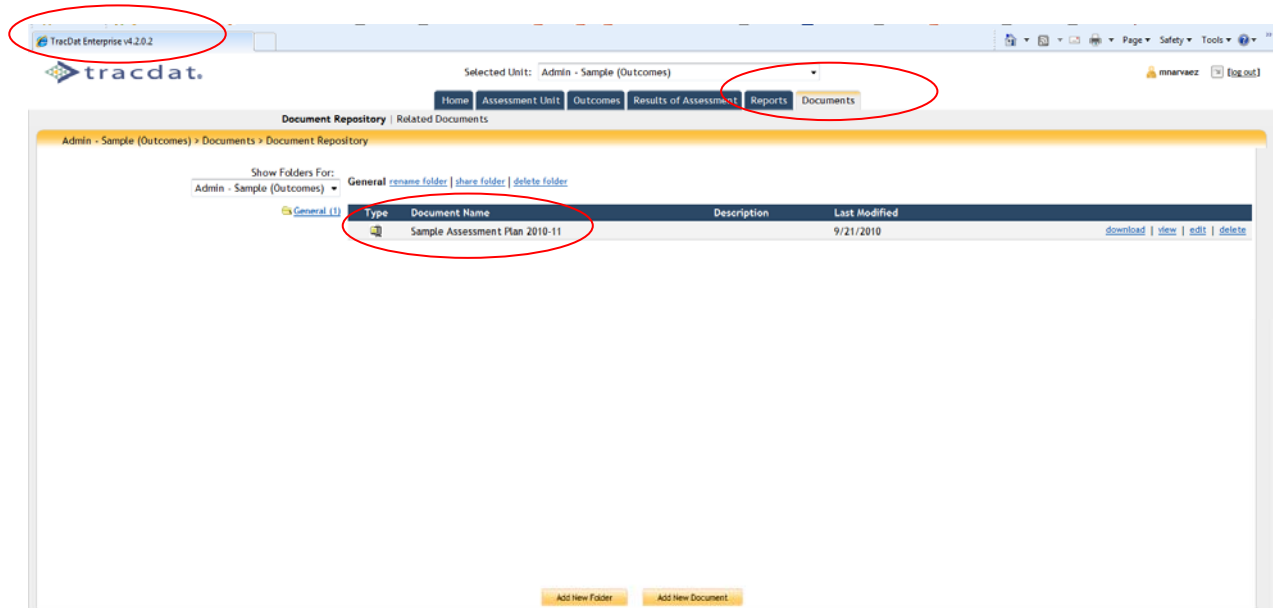 TracDat Enterprise v4.2.0.2
Page Safety Tools
tracdat.
Selected Unit: Admin - Sample (Outcomes)
mnarvaez [log out]
Home Assessment Unit Outcomes Results of Assessment Reports Documents
Document Repository | Related Documents
Admin - Sample (Outcomes) > Documents > Document Repository
Show Folders For:
Admin - Sample (Outcomes)
General rename folder | share folder | delete folder
General (1)
Type Document Name Description Last Modified
Sample Assessment Plan 2010-11 9/21/2010 download | view | edit | delete
Add New Folder Add New Document